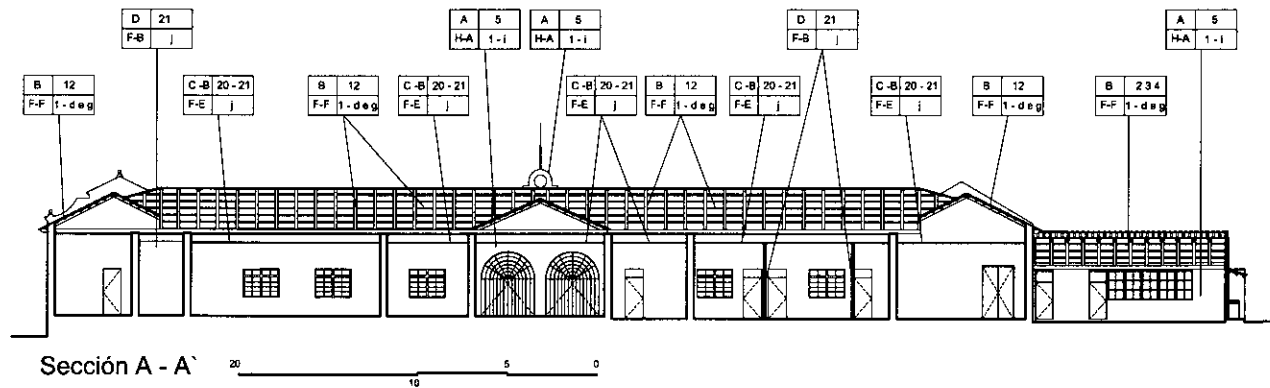 D 21
F-B j
A 5
H-A 1-i
A 5
H-A 1-i
D 21
F-B j
A 5
H-A 1-i
B 12
F-F 1-deg
C-B 20-21
F-E j
B 12
F-F 1-deg
C-B 20-21
F-E j
C-B 20-21
F-E j
B 12
F-F 1-deg
C-B 20-21
F-E j
C-B 20-21
F-E j
B 12
F-F 1-deg
B 234
F-F 1-deg
Sección A - A`
20 10 5 0